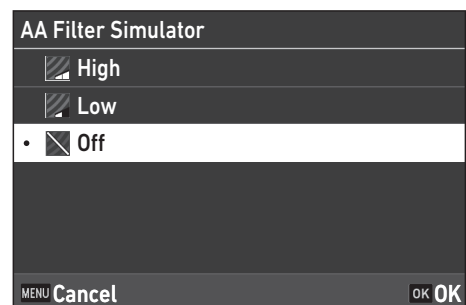 AA Filter Simulator
High
Low
• Off
MENU Cancel OK OK